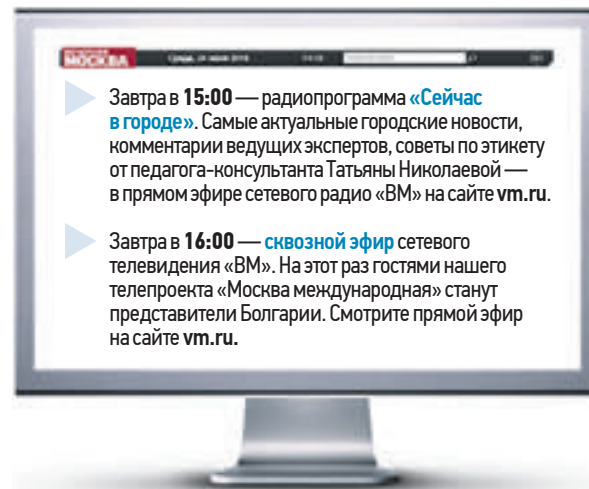 МОСКВА
Завтра в 15:00 — радиопрограмма «Сейчас
в городе». Самые актуальные городские новости,
комментарии ведущих экспертов, советы по этикету
от педагога-консультанта Татьяны Николаевой —
в прямом эфире сетевого радио «ВМ» на сайте vm.ru.
Завтра в 16:00 — сквозной эфир сетевого
телевидения «ВМ». На этот раз гостями нашего
телепроекта «Москва международная» станут
представители Болгарии. Смотрите прямой эфир
на сайте vm.ru.